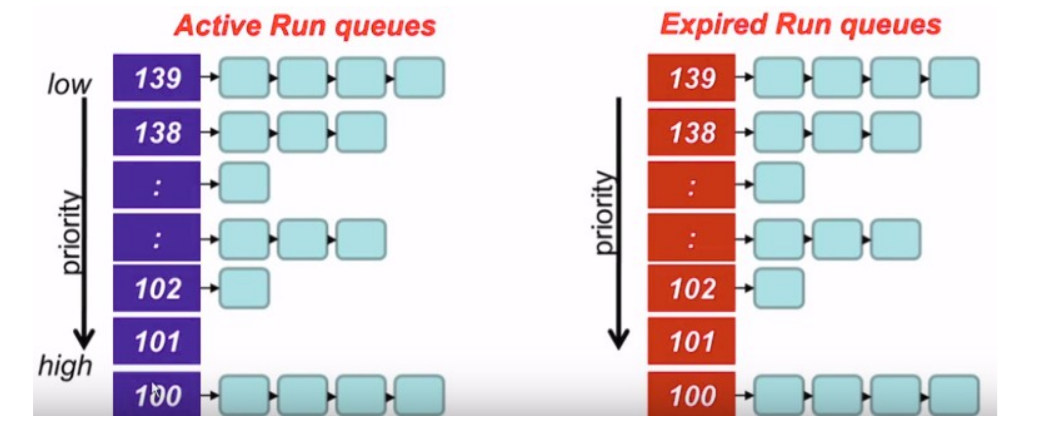 Active Run queues
Expired Run queues
low
139
138
:
:
102
101
100
priority
high
139
138
:
:
102
101
100
priority